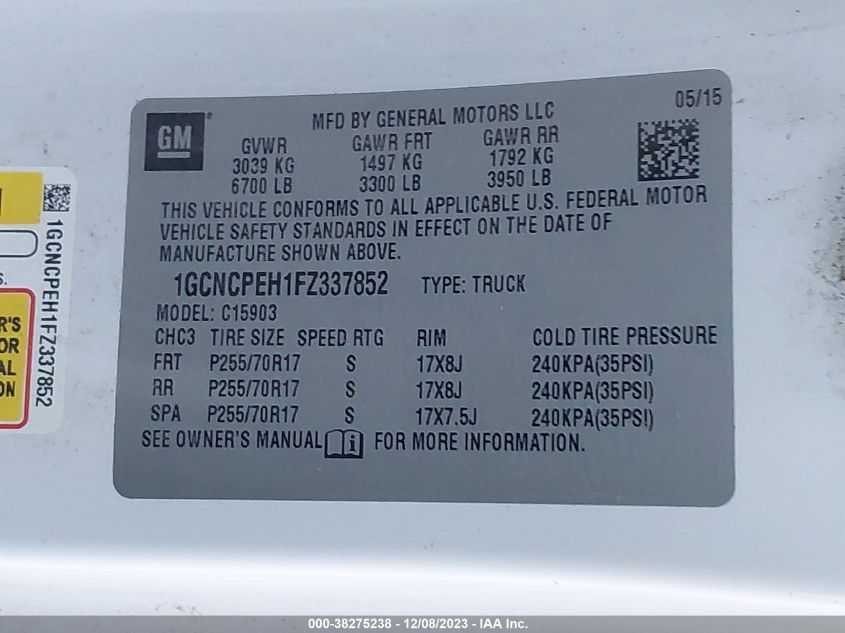 GM
®
MFD BY GENERAL MOTORS LLC
05/15
GVWR GAWR FRT GAWR RR
3039 KG 1497 KG 1792 KG
6700 LB 3300 LB 3950 LB
THIS VEHICLE CONFORMS TO ALL APPLICABLE U.S. FEDERAL MOTOR
VEHICLE SAFETY STANDARDS IN EFFECT ON THE DATE OF
MANUFACTURE SHOWN ABOVE.
1GCNCPEH1FZ337852 TYPE: TRUCK
MODEL: C15903
CHC3 TIRE SIZE SPEED RTG RIM COLD TIRE PRESSURE
FRT P255/70R17 S 17X8J 240KPA(35PSI)
RR P255/70R17 S 17X8J 240KPA(35PSI)
SPA P255/70R17 S 17X7.5J 240KPA(35PSI)
SEE OWNER'S MANUAL i FOR MORE INFORMATION.
1GCNCPEH1FZ337852
S.
ER'S
OR
AL
ON
000-38275238 - 12/08/2023 - IAA Inc.